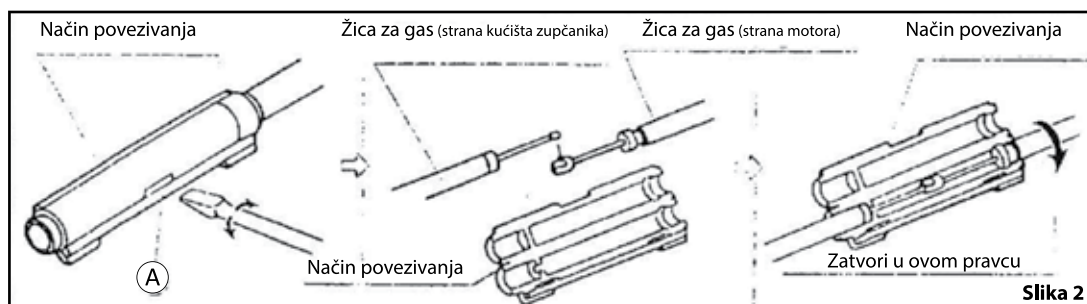 Način povezivanja
Žica za gas (strana kućišta zupčanika)
Žica za gas (strana motora)
Način povezivanja
A
Način povezivanja
Zatvori u ovom pravcu
Slika 2